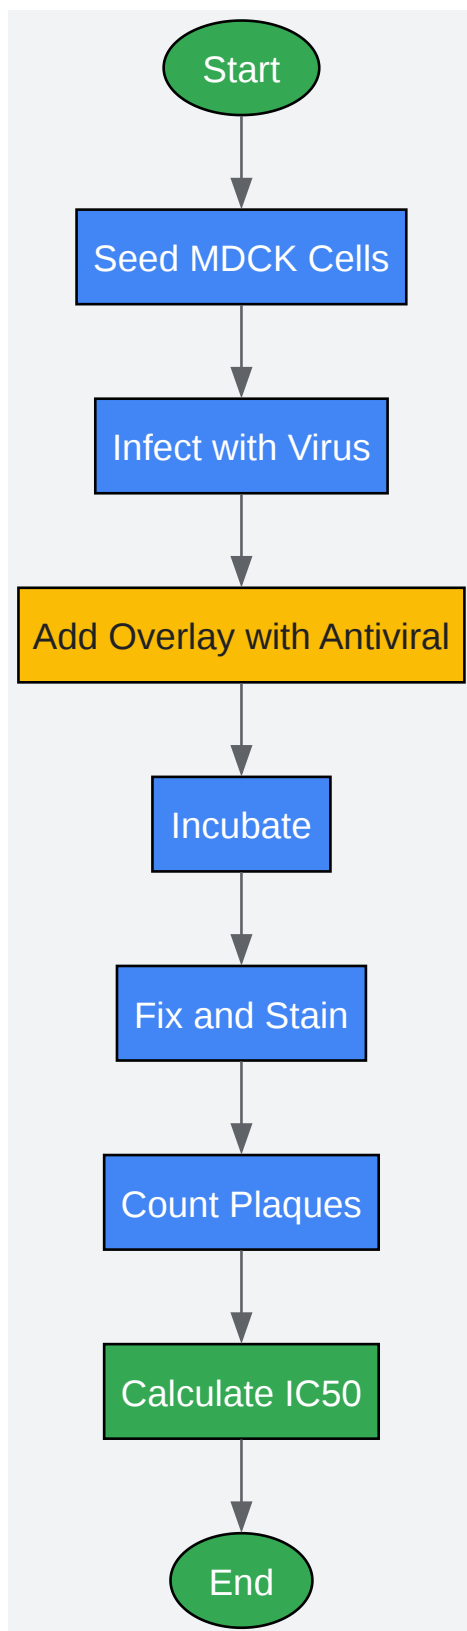 Start
Seed MDCK Cells
Infect with Virus
Add Overlay with Antiviral
Incubate
Fix and Stain
Count Plaques
Calculate IC50
End